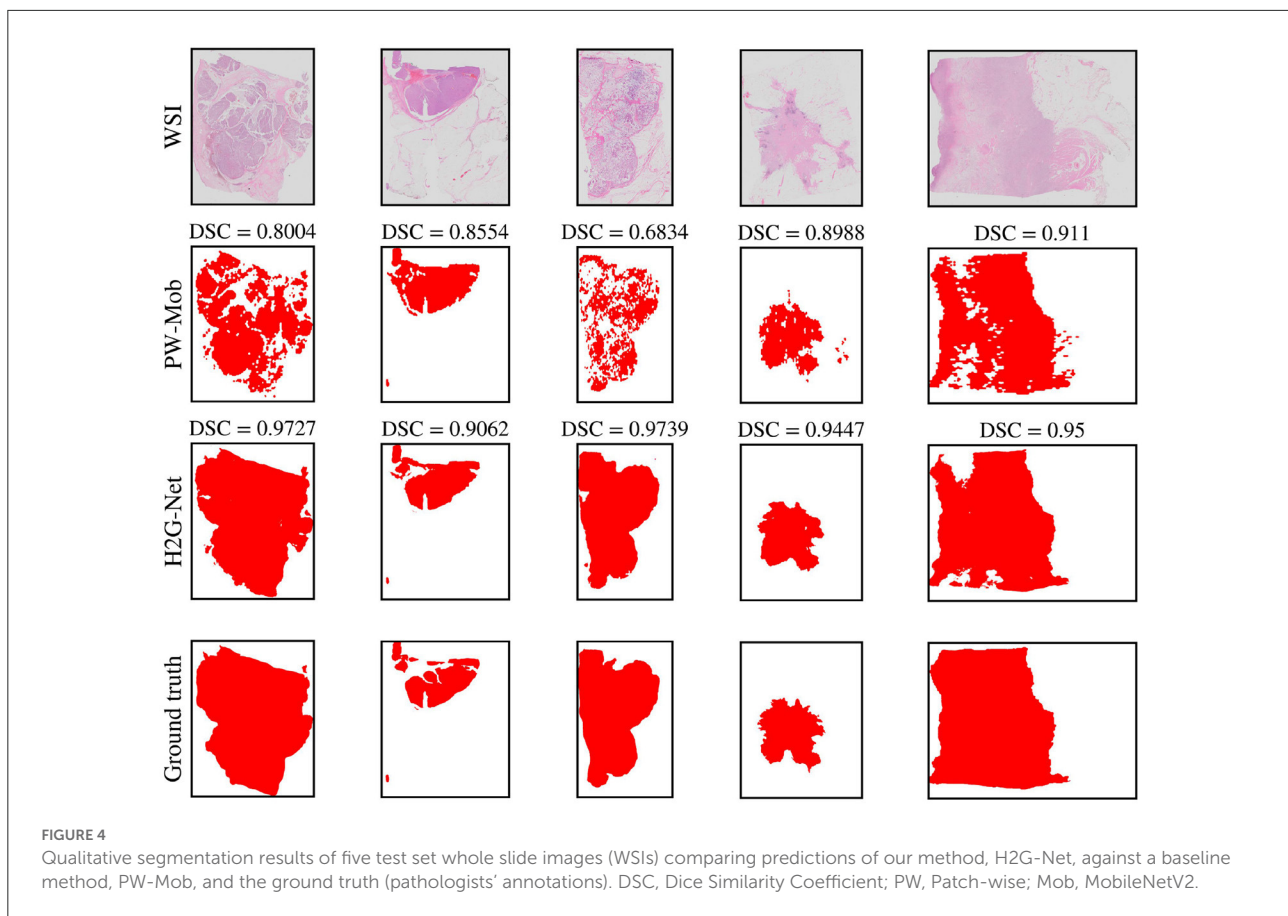 WSI
DSC = 0.8004
DSC = 0.8554
DSC = 0.6834
DSC = 0.8988
DSC = 0.911
PW-Mob
DSC = 0.9727
DSC = 0.9062
DSC = 0.9739
DSC = 0.9447
DSC = 0.95
H2G-Net
Ground truth
FIGURE 4
Qualitative segmentation results of five test set whole slide images (WSIs) comparing predictions of our method, H2G-Net, against a baseline
method, PW-Mob, and the ground truth (pathologists’ annotations). DSC, Dice Similarity Coefficient; PW, Patch-wise; Mob, MobileNetV2.